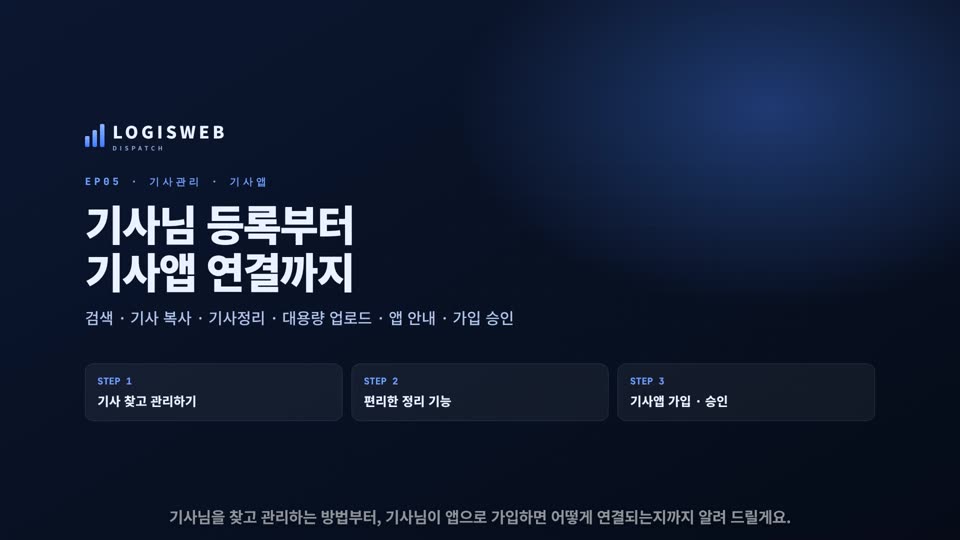 LOGISWEB
DISPATCH
EP05 · 기사관리 · 기사앱
기사님 등록부터
기사앱 연결까지
검색 · 기사 복사 · 기사정리 · 대용량 업로드 · 앱 안내 · 가입 승인
STEP 1
기사 찾고 관리하기
STEP 2
편리한 정리 기능
STEP 3
기사앱 가입 · 승인
기사님을 찾고 관리하는 방법부터, 기사님이 앱으로 가입하면 어떻게 연결되는지까지 알려 드릴게요.